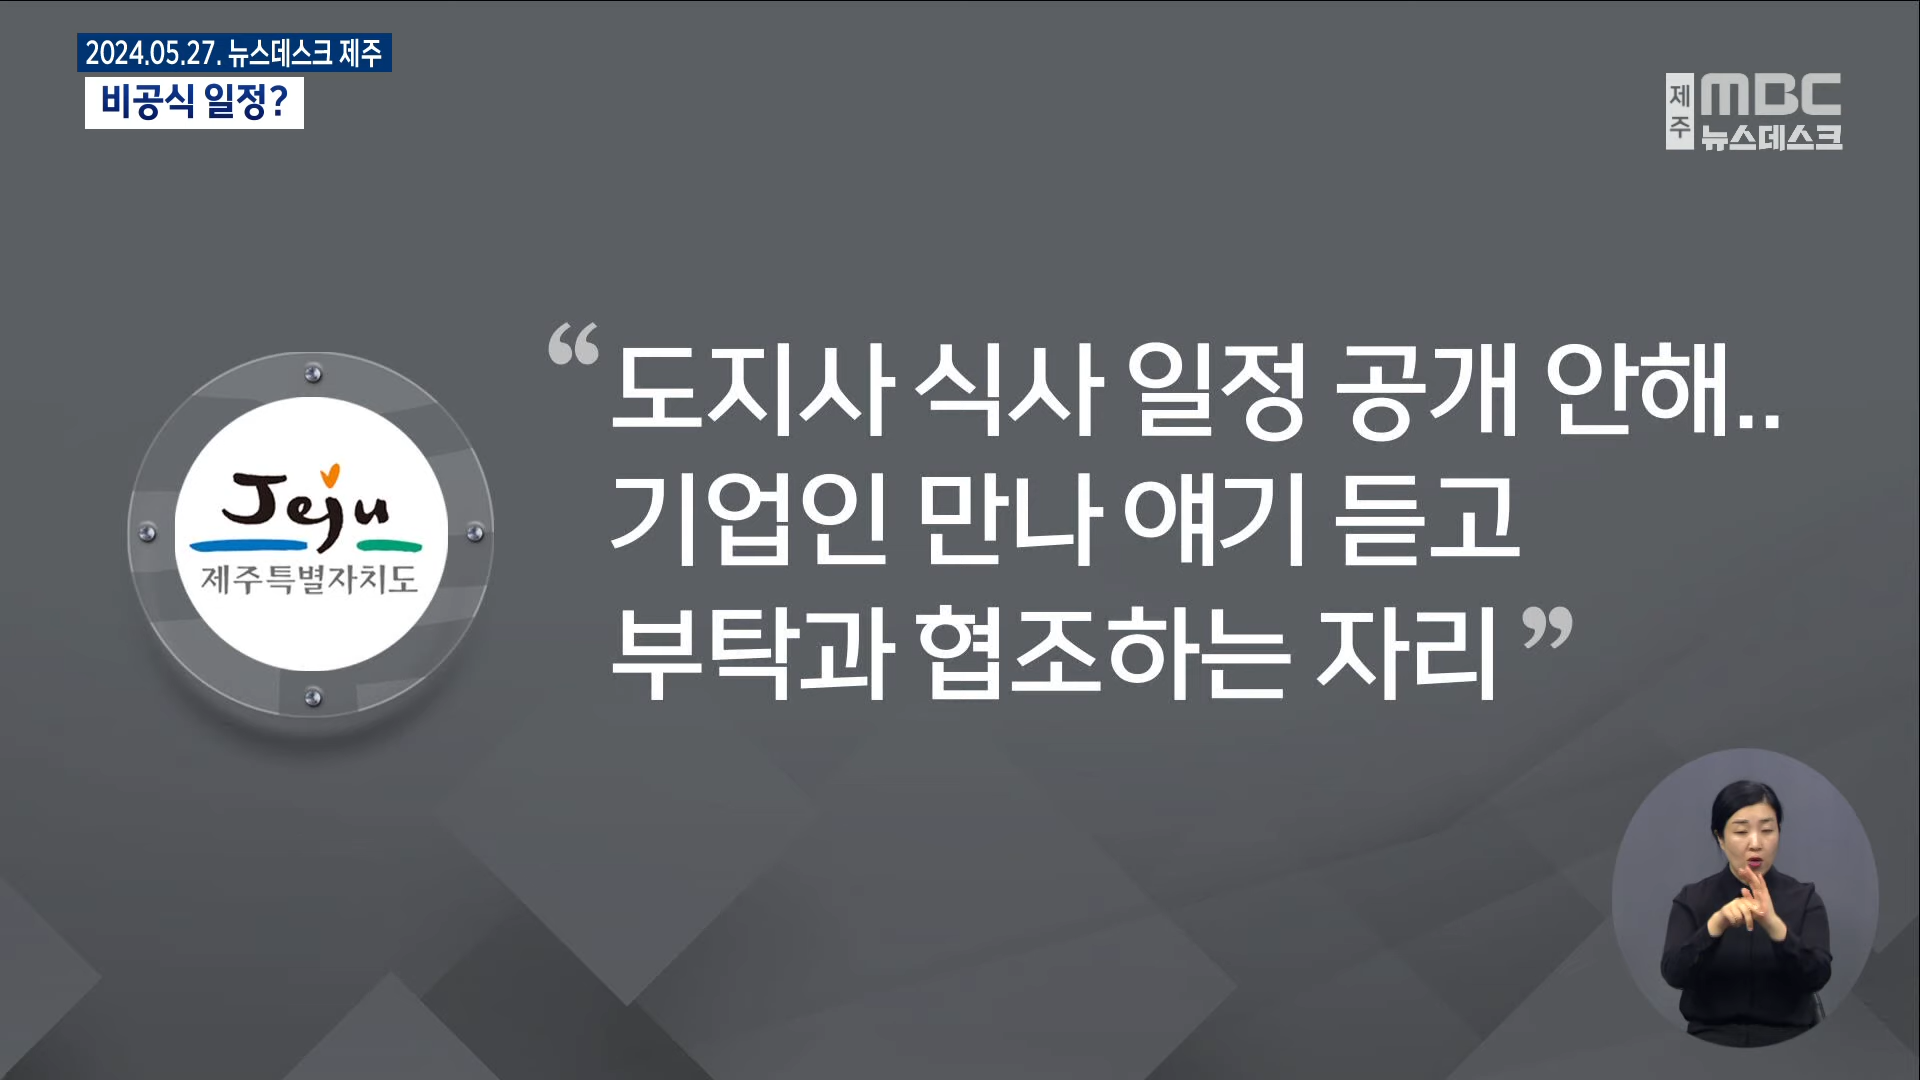 2024.05.27. 뉴스데스크 제주
비공식 일정?
제주
MBC
뉴스데스크
“도지사 식사 일정 공개 안해..
기업인 만나 얘기 듣고
부탁과 협조하는 자리”
Jeju
제주특별자치도